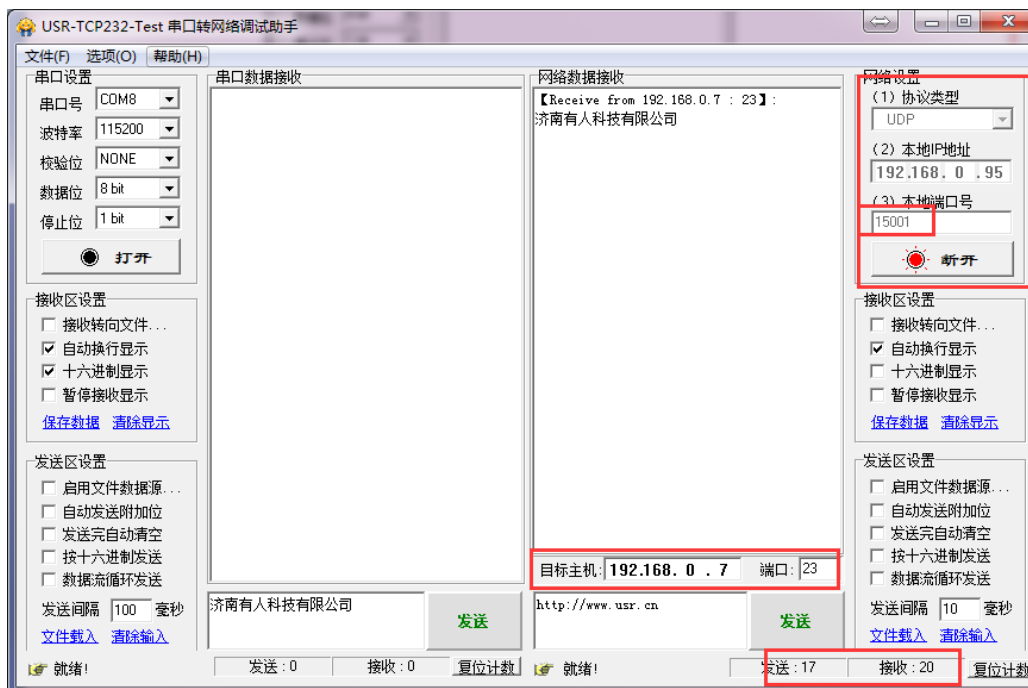 USR-TCP232-Test 串口转网络调试助手
文件(F) 选项(O) 帮助(H)
串口设置
串口号 COM8
波特率 115200
校验位 NONE
数据位 8 bit
停止位 1 bit
打开
接收区设置
接收转向文件...
自动换行显示
十六进制显示
暂停接收显示
保存数据 清除显示
发送区设置
启用文件数据源...
自动发送附加位
发送完自动清空
按十六进制发送
数据流循环发送
发送间隔 100 毫秒
文件载入 清除输入
就绪!
串口数据接收
济南有人科技有限公司
发送
发送:0 接收:0 复位计数
网络数据接收
【Receive from 192.168.0.7 : 23】:
济南有人科技有限公司
目标主机: 192.168. 0 . 7 端口: 23
http://www.usr.cn
发送
就绪!
发送:17 接收:20 复位计数
网络设置
(1) 协议类型
UDP
(2) 本地IP地址
192.168. 0 .95
(3) 本地端口号
15001
断开
接收区设置
接收转向文件...
自动换行显示
十六进制显示
暂停接收显示
保存数据 清除显示
发送区设置
启用文件数据源...
自动发送附加位
发送完自动清空
按十六进制发送
数据流循环发送
发送间隔 10 毫秒
文件载入 清除输入